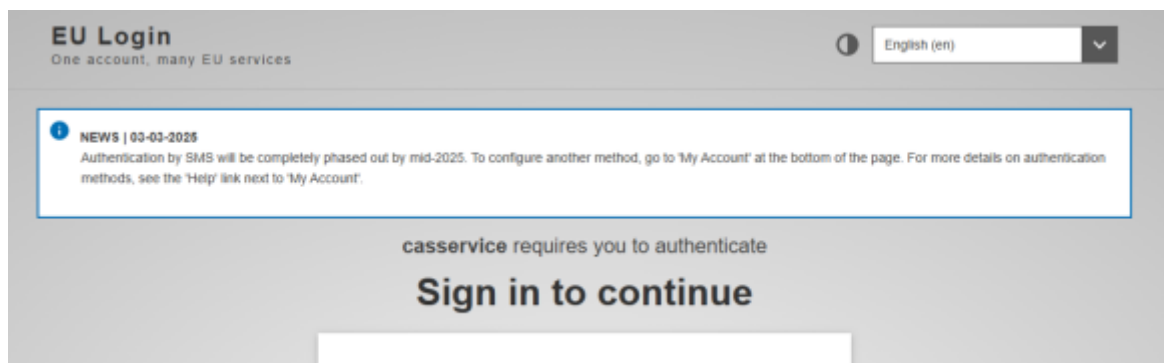 EU Login
One account, many EU services
English (en)
NEWS | 03-03-2025
Authentication by SMS will be completely phased out by mid-2025. To configure another method, go to 'My Account' at the bottom of the page. For more details on authentication
methods, see the 'Help' link next to 'My Account'.
casservice requires you to authenticate
Sign in to continue